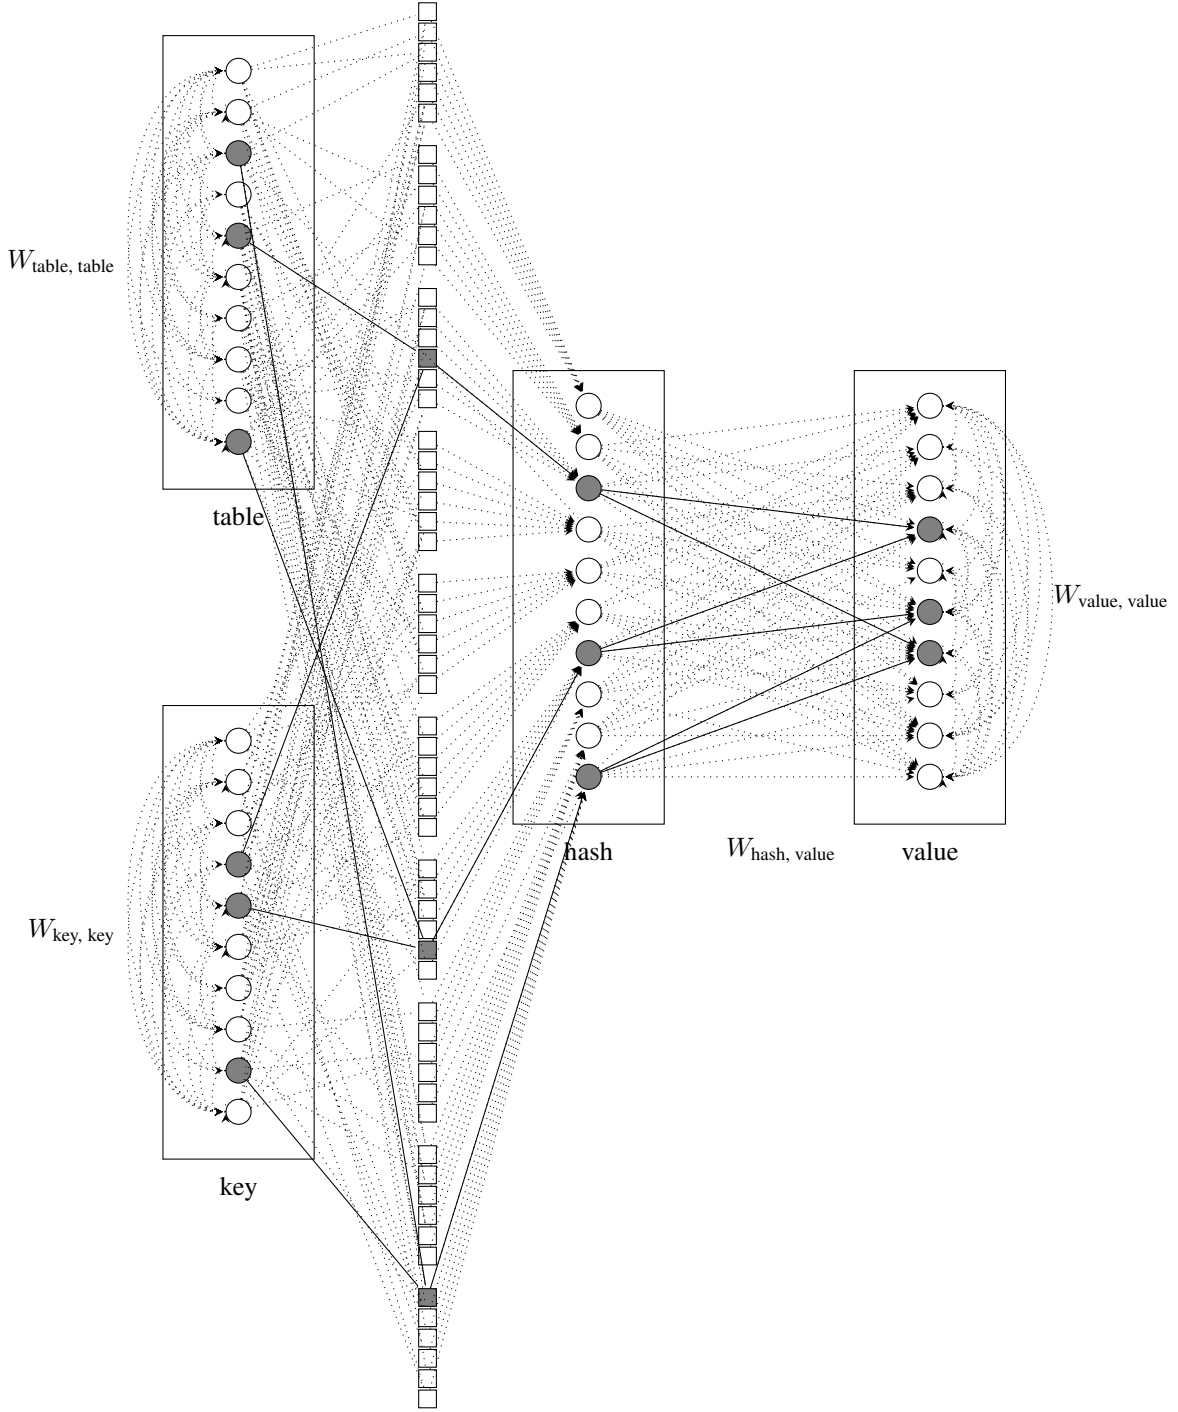 W_table, table
table
W_key, key
key
hash
W_hash, value
value
W_value, value